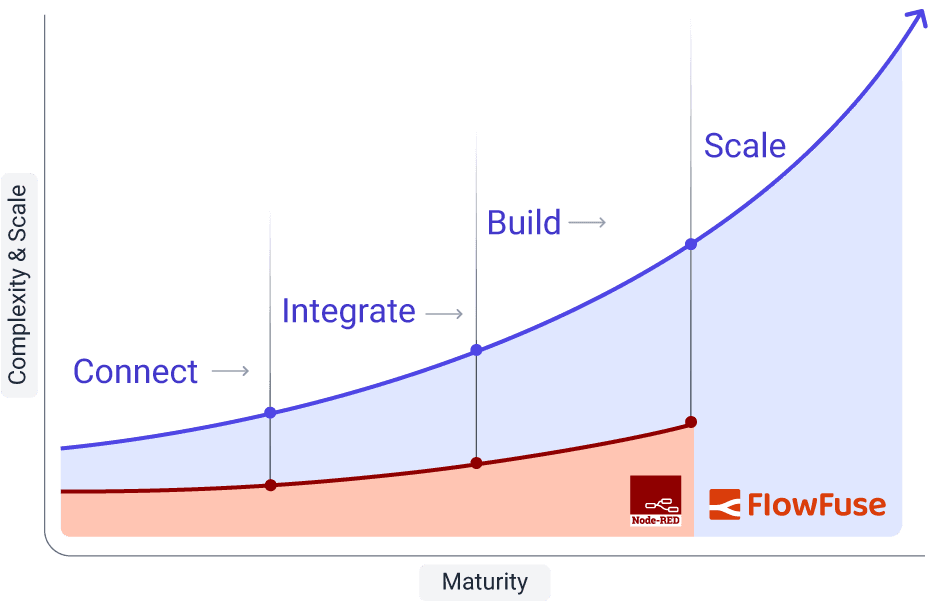 Scale
Build
Integrate
Connect
Complexity & Scale
Node-RED
FlowFuse
Maturity